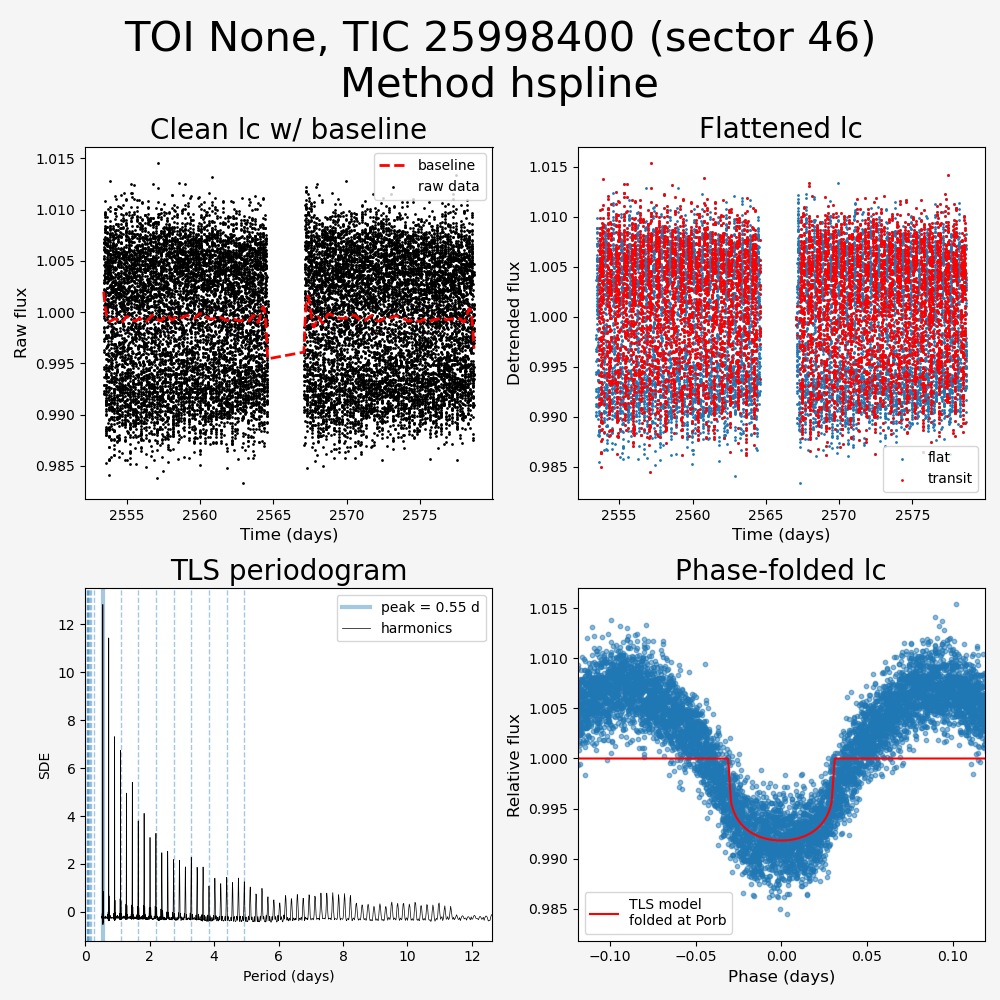 TOI None, TIC 25998400 (sector 46)
Method hspline
Clean lc w/ baseline
Flattened lc
1.015
1.010
1.005
1.000
0.995
0.990
0.985
Raw flux
baseline
raw data
2555
2560
2565
2570
2575
Time (days)
1.015
1.010
1.005
1.000
0.995
0.990
0.985
Detrended flux
flat
transit
2555
2560
2565
2570
2575
Time (days)
TLS periodogram
Phase-folded lc
12
10
8
6
4
2
0
SDE
peak = 0.55 d
harmonics
0
2
4
6
8
10
12
Period (days)
1.015
1.010
1.005
1.000
0.995
0.990
0.985
Relative flux
TLS model
folded at Porb
−0.10
−0.05
0.00
0.05
0.10
Phase (days)